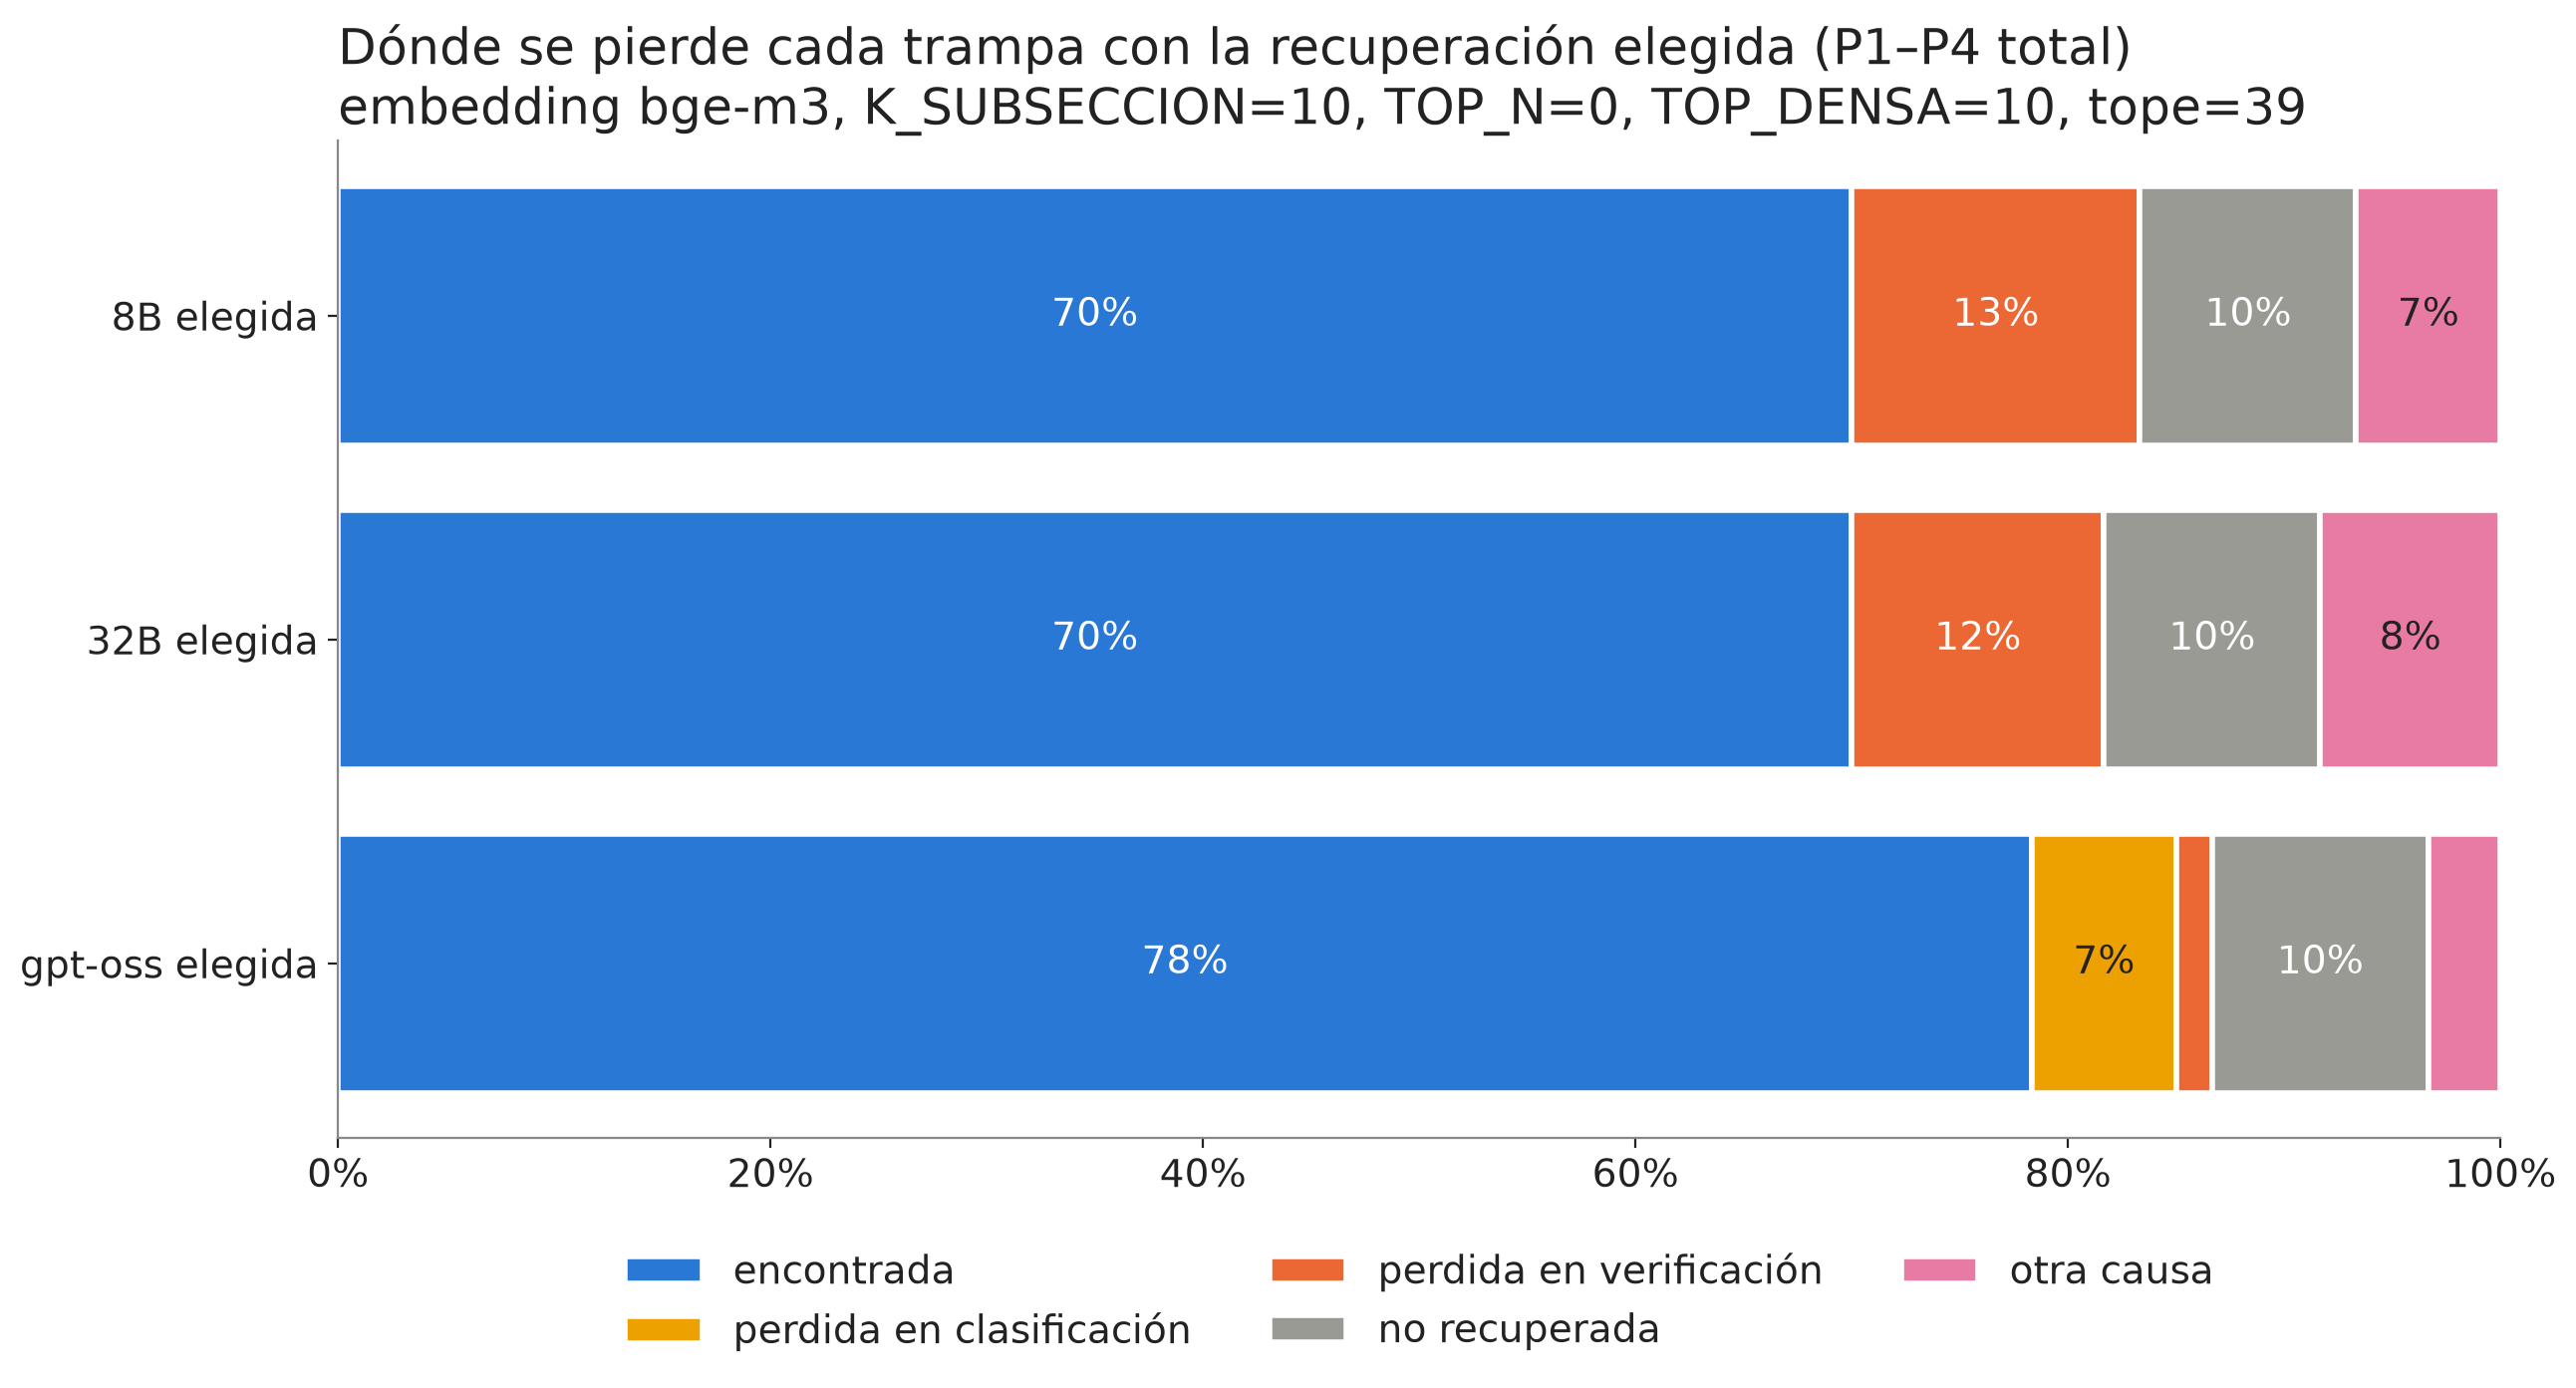 Dónde se pierde cada trampa con la recuperación elegida (P1–P4 total)
embedding bge-m3, K_SUBSECCION=10, TOP_N=0, TOP_DENSA=10, tope=39
8B elegida
70%
13%
10%
7%
32B elegida
70%
12%
10%
8%
gpt-oss elegida
78%
7%
10%
0%
20%
40%
60%
80%
100%
encontrada
perdida en clasificación
perdida en verificación
no recuperada
otra causa